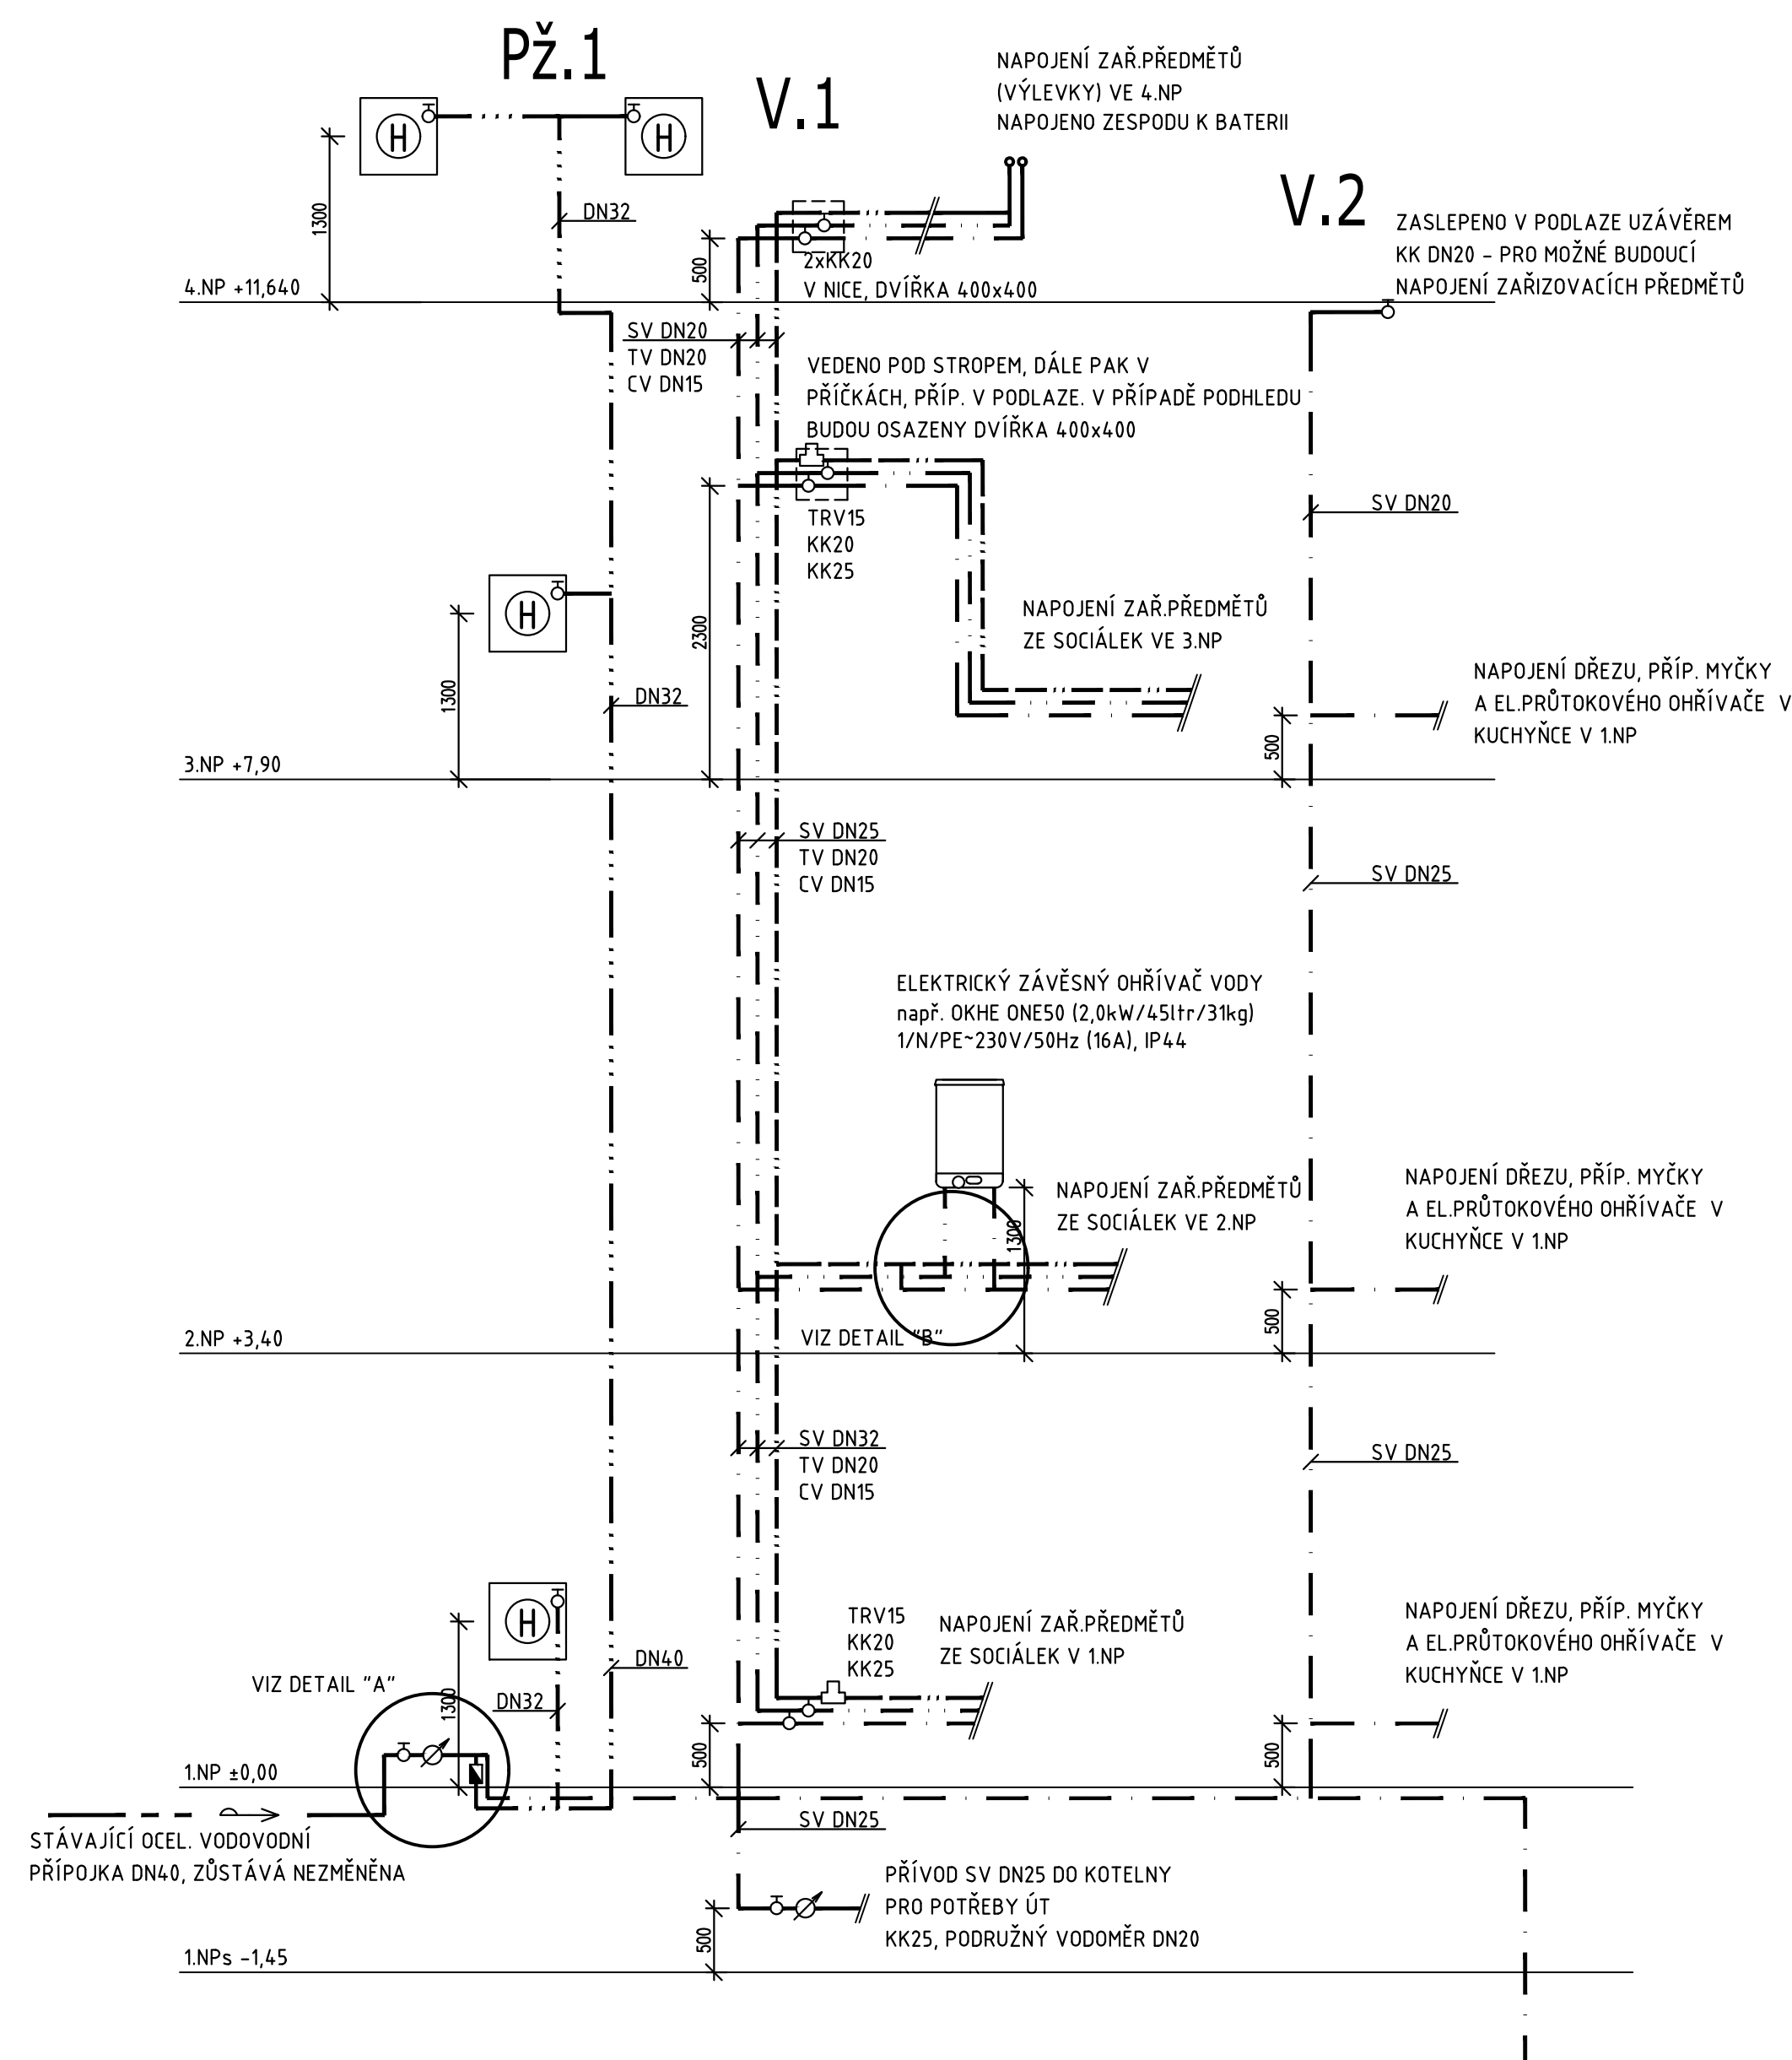 Pž.1
V.1
NAPOJENÍ ZAŘ.PŘEDMĚTŮ
(VÝLEVKY) VE 4.NP
NAPOJENO ZESPODU K BATERII
H
H
1300
DN32
V.2
ZASLEPENO V PODLAZE UZÁVĚREM
KK DN20 – PRO MOŽNÉ BUDOUCÍ
NAPOJENÍ ZAŘIZOVACÍCH PŘEDMĚTŮ
500
2xKK20
V NICE, DVÍŘKA 400x400
4.NP +11,640
SV DN20
TV DN20
CV DN15
VEDENO POD STROPEM, DÁLE PAK V
PŘÍČKÁCH, PŘÍP. V PODLAZE. V PŘÍPADĚ PODHLEDU
BUDOU OSAZENY DVÍŘKA 400x400
TRV15
KK20
KK25
SV DN20
H
1300
2300
DN32
NAPOJENÍ ZAŘ.PŘEDMĚTŮ
ZE SOCIÁLEK VE 3.NP
NAPOJENÍ DŘEZU, PŘÍP. MYČKY
A EL.PRŮTOKOVÉHO OHŘÍVAČE V
KUCHYŇCE V 1.NP
500
3.NP +7,90
SV DN25
TV DN20
CV DN15
SV DN25
ELEKTRICKÝ ZÁVĚSNÝ OHŘÍVAČ VODY
např. OKHE ONE50 (2,0kW/45ltr/31kg)
1/N/PE~230V/50Hz (16A), IP44
NAPOJENÍ ZAŘ.PŘEDMĚTŮ
ZE SOCIÁLEK VE 2.NP
1300
NAPOJENÍ DŘEZU, PŘÍP. MYČKY
A EL.PRŮTOKOVÉHO OHŘÍVAČE V
KUCHYŇCE V 1.NP
500
2.NP +3,40
VIZ DETAIL "B"
SV DN32
TV DN20
CV DN15
SV DN25
H
1300
TRV15
KK20
KK25
NAPOJENÍ ZAŘ.PŘEDMĚTŮ
ZE SOCIÁLEK V 1.NP
NAPOJENÍ DŘEZU, PŘÍP. MYČKY
A EL.PRŮTOKOVÉHO OHŘÍVAČE V
KUCHYŇCE V 1.NP
VIZ DETAIL "A"
DN40
DN32
500
500
1.NP ±0,00
SV DN25
STÁVAJÍCÍ OCEL. VODOVODNÍ
PŘÍPOJKA DN40, ZŮSTÁVÁ NEZMĚNĚNA
PŘÍVOD SV DN25 DO KOTELNY
PRO POTŘEBY ÚT
KK25, PODRUŽNÝ VODOMĚR DN20
500
1.NPs –1,45